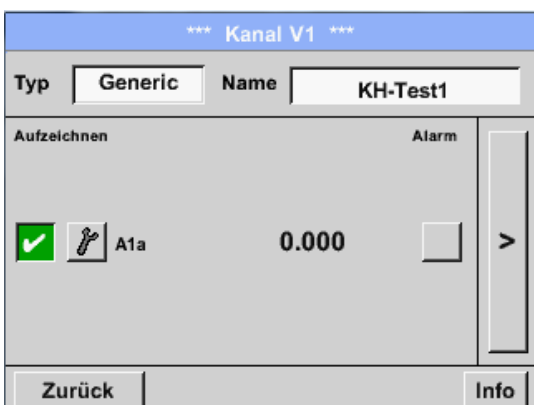 *** Kanal V1 ***
Typ Generic Name KH-Test1
Aufzeichnen Alarm
A1a 0.000 >
Zurück Info